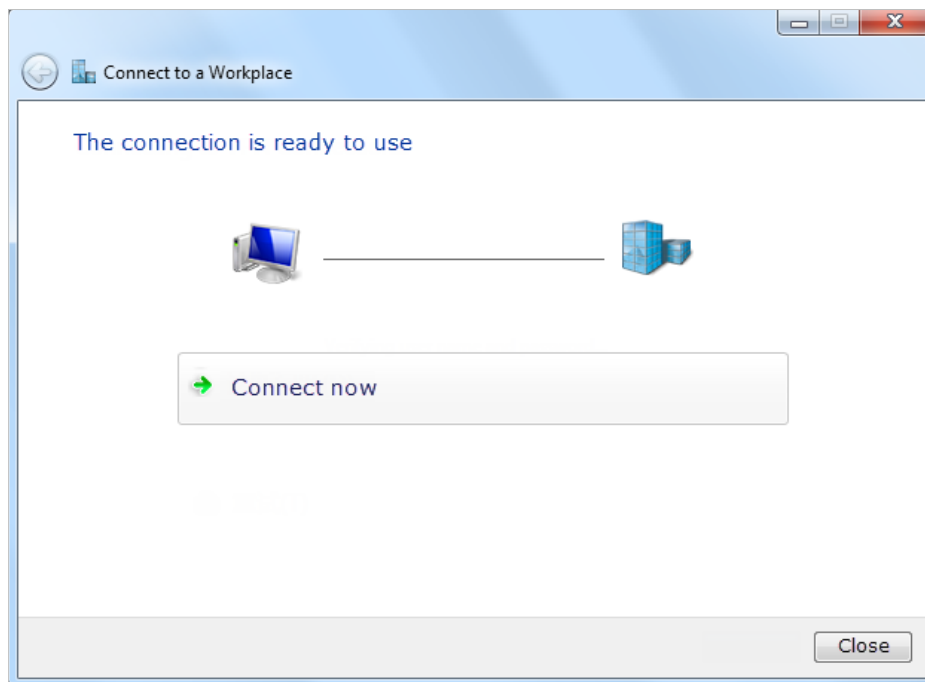 Connect to a Workplace
The connection is ready to use
Connect now
Close